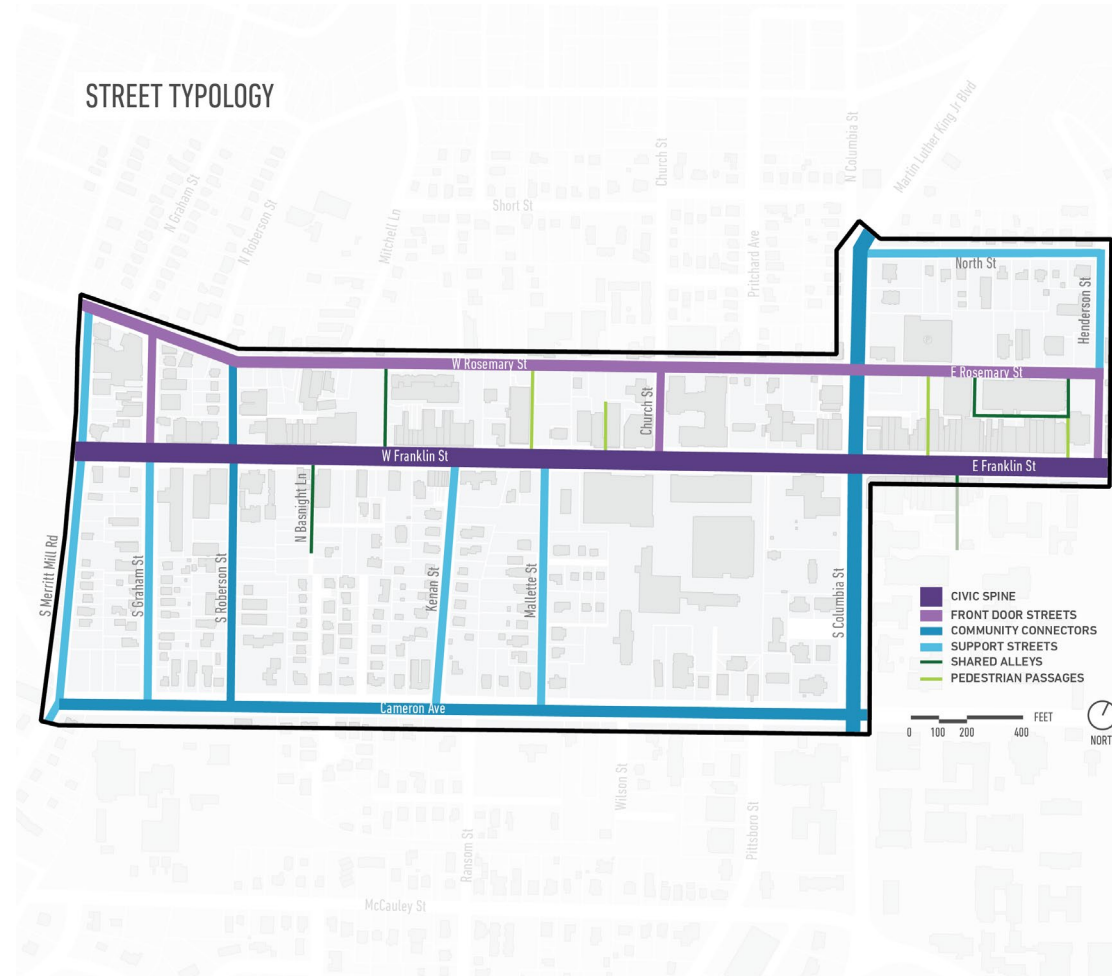 STREET TYPOLOGY
Martin Luther King Jr Blvd
N Columbia St
Church St
N Graham St
Short St
N Roberson St
Mitchell Ln
Pritchard Ave
North St
Henderson St
W Rosemary St
E Rosemary St
Church St
W Franklin St
E Franklin St
N Basnight Ln
S Merritt Mill Rd
S Graham St
S Roberson St
Kenan St
Mallette St
S Columbia St
CIVIC SPINE
FRONT DOOR STREETS
COMMUNITY CONNECTORS
SUPPORT STREETS
SHARED ALLEYS
PEDESTRIAN PASSAGES
Cameron Ave
FEET
0 100 200 400
NORT
Wilson St
Pittsboro St
Ransom St
McCauley St